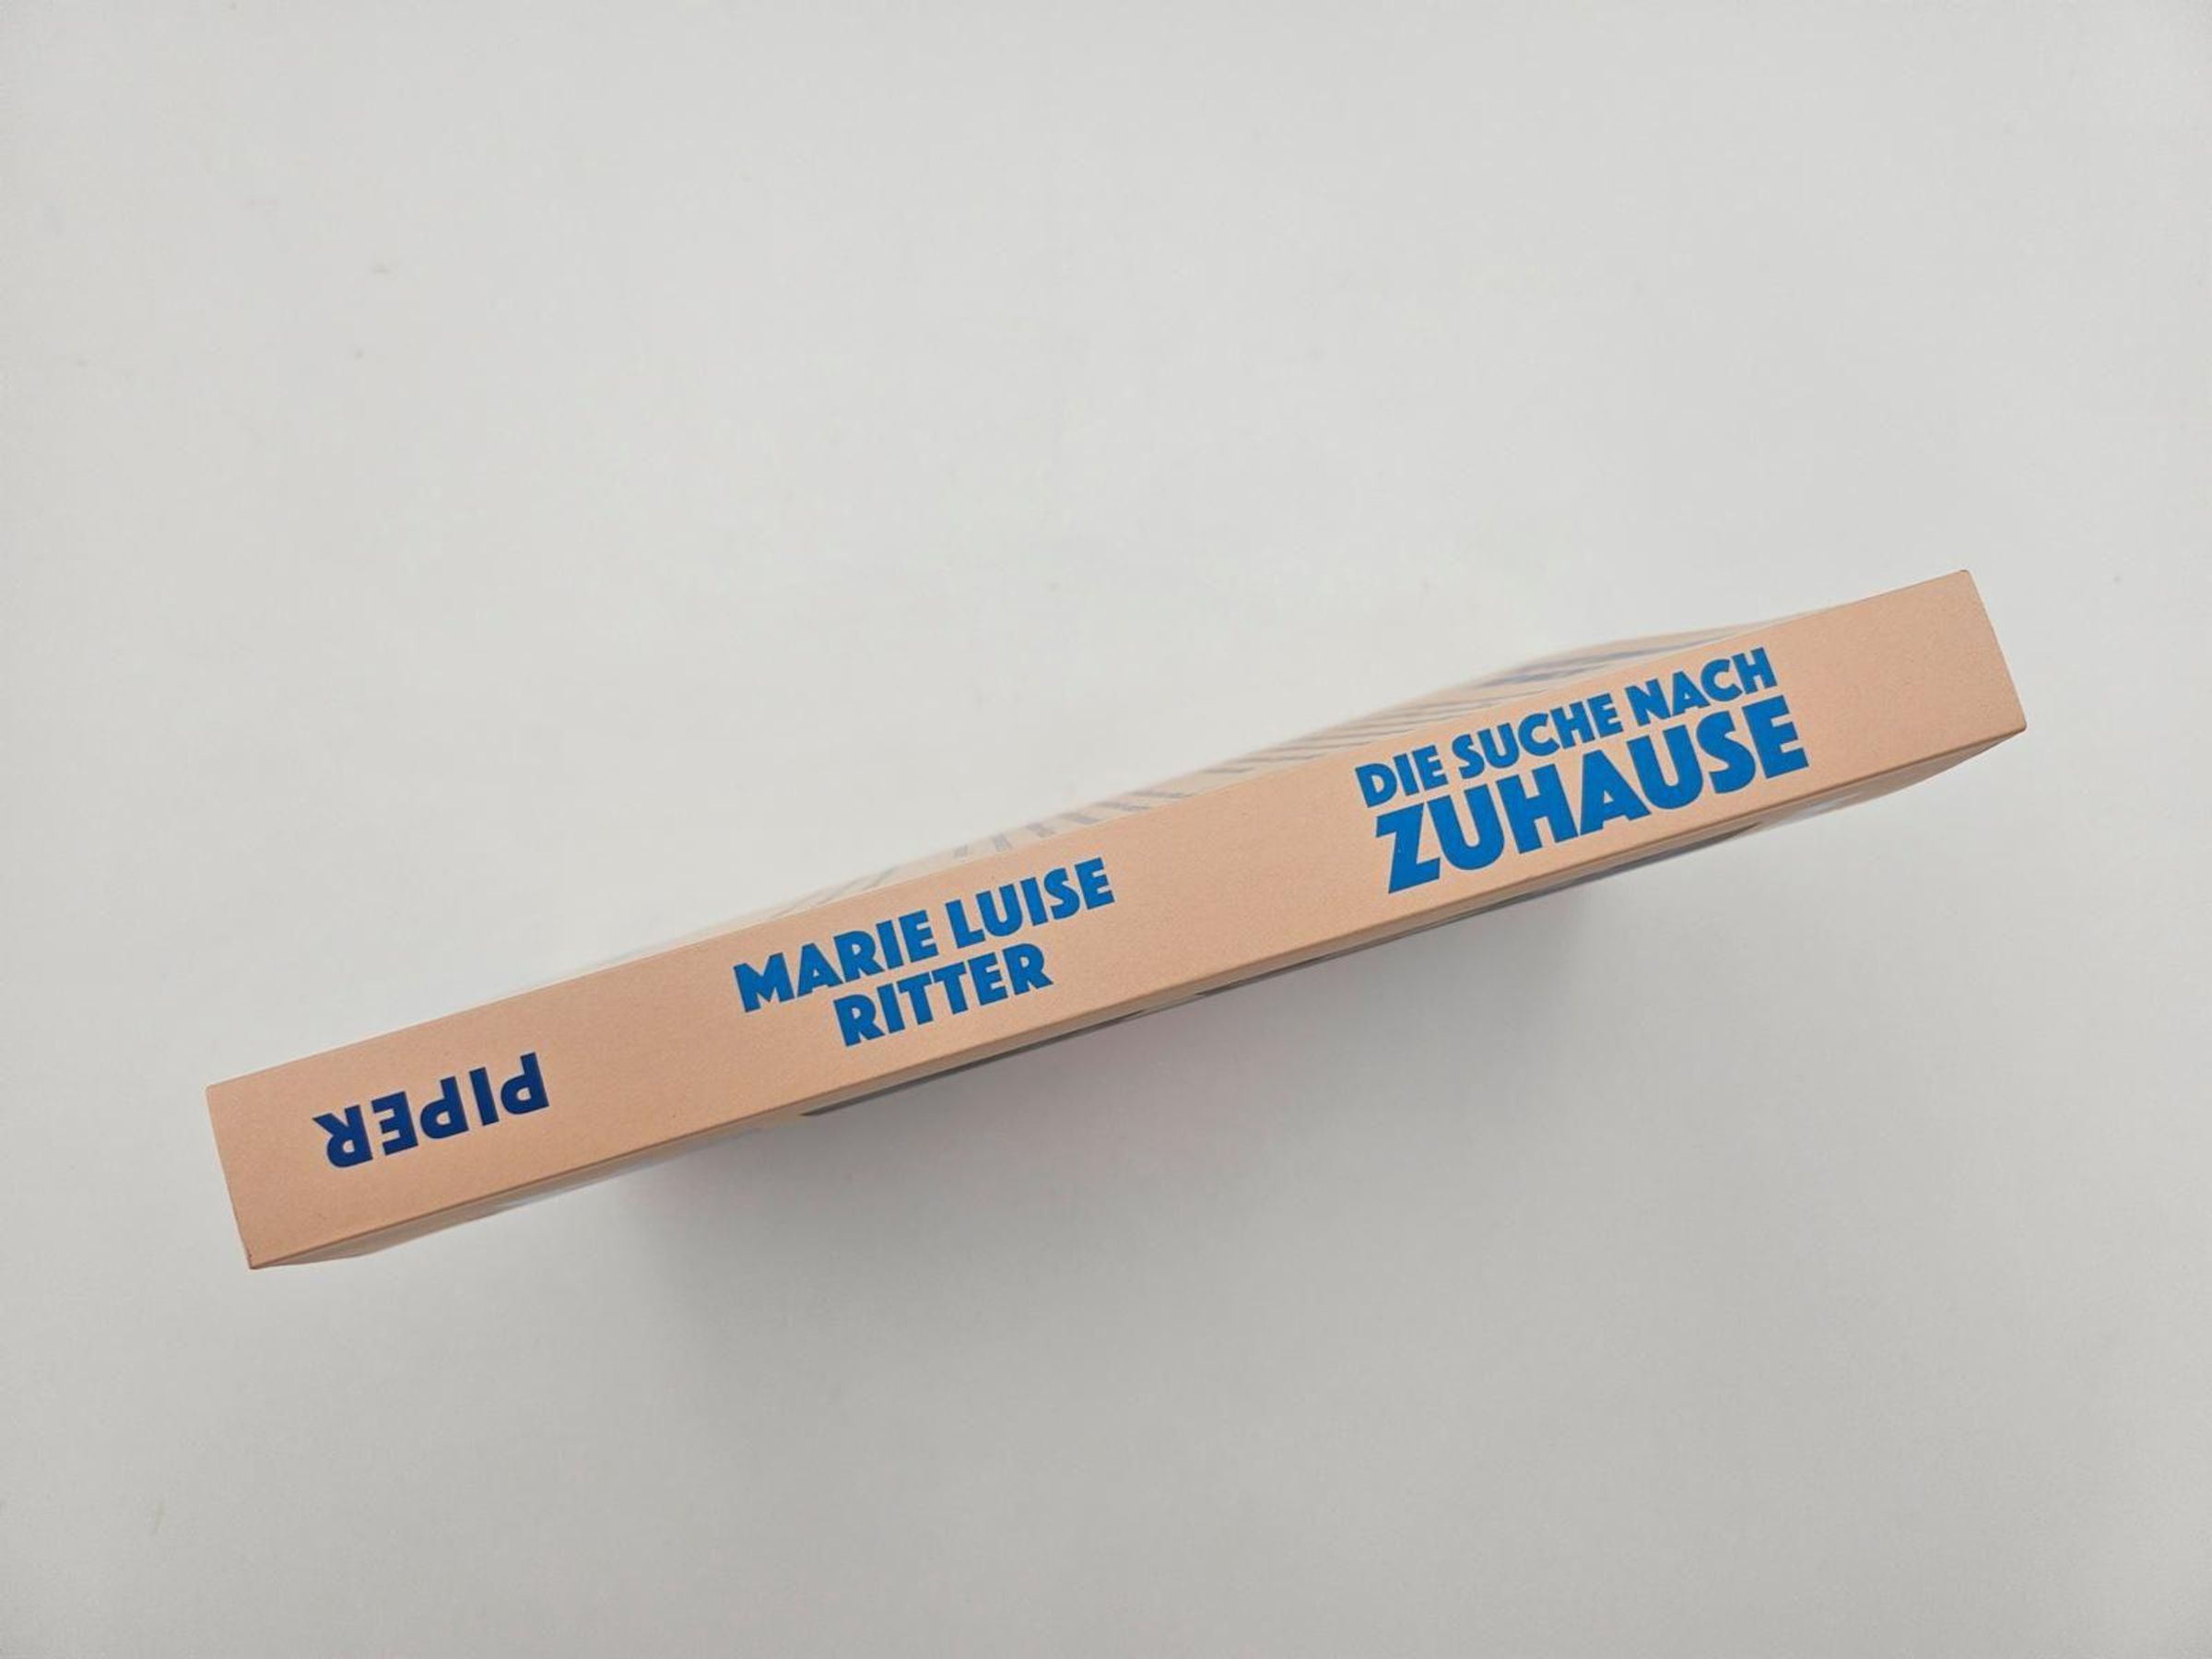 DIE SUCHE NACH
ZUHAUSE
MARIE LUISE
RITTER
PIPER